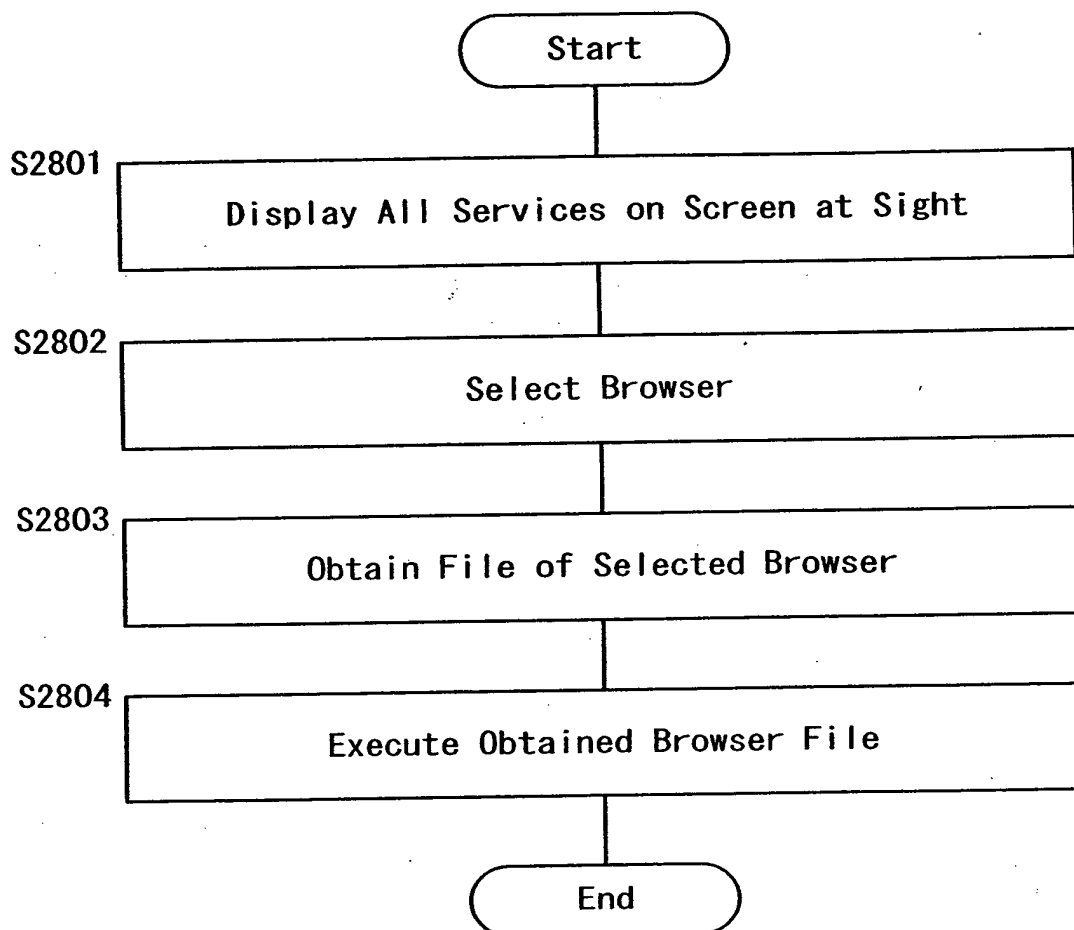 Start
S2801
Display All Services on Screen at Sight
S2802
Select Browser
S2803
Obtain File of Selected Browser
S2804
Execute Obtained Browser File
End